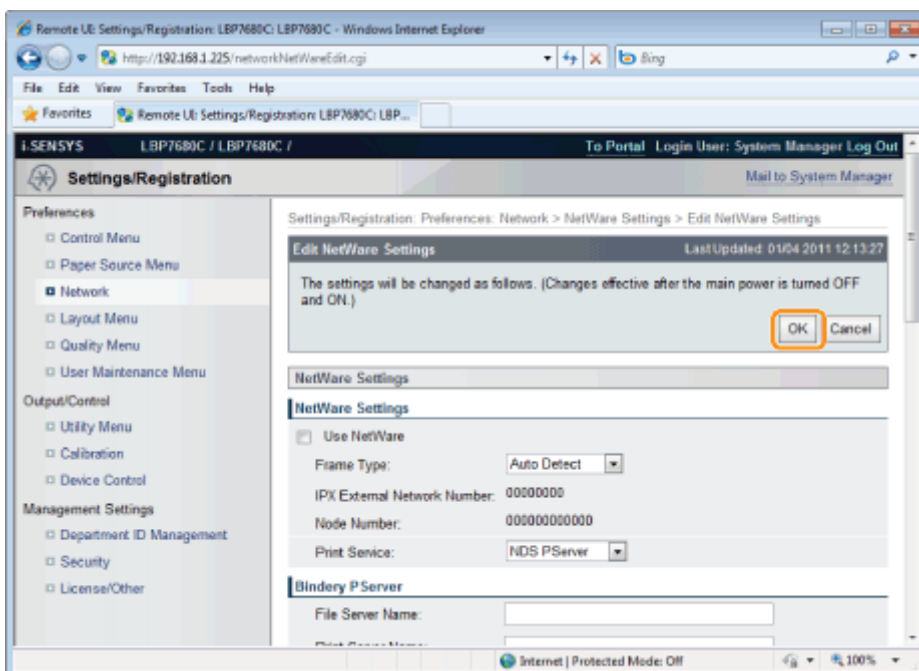 Remote UI: Settings/Registration: LBP7680C: LBP7680C - Windows Internet Explorer
http://192.168.1.225/networkNetWareEdit.cgi
Bing
File Edit View Favorites Tools Help
Favorites
Remote UI: Settings/Registration: LBP7680C: LBP...
i-SENSYS LBP7680C / LBP7680C / To Portal Login User: System Manager Log Out
Settings/Registration Mail to System Manager
Preferences
Control Menu
Paper Source Menu
Network
Layout Menu
Quality Menu
User Maintenance Menu
Output/Control
Utility Menu
Calibration
Device Control
Management Settings
Department ID Management
Security
License/Other
Settings/Registration: Preferences: Network > NetWare Settings > Edit NetWare Settings
Edit NetWare Settings Last Updated: 01/04 2011 12:13:27
The settings will be changed as follows. (Changes effective after the main power is turned OFF
and ON.)
OK Cancel
NetWare Settings
NetWare Settings
Use NetWare
Frame Type: Auto Detect
IPX External Network Number: 00000000
Node Number: 000000000000
Print Service: NDS PServer
Bindery PServer
File Server Name:
Print Server Name:
Internet | Protected Mode: Off 100%